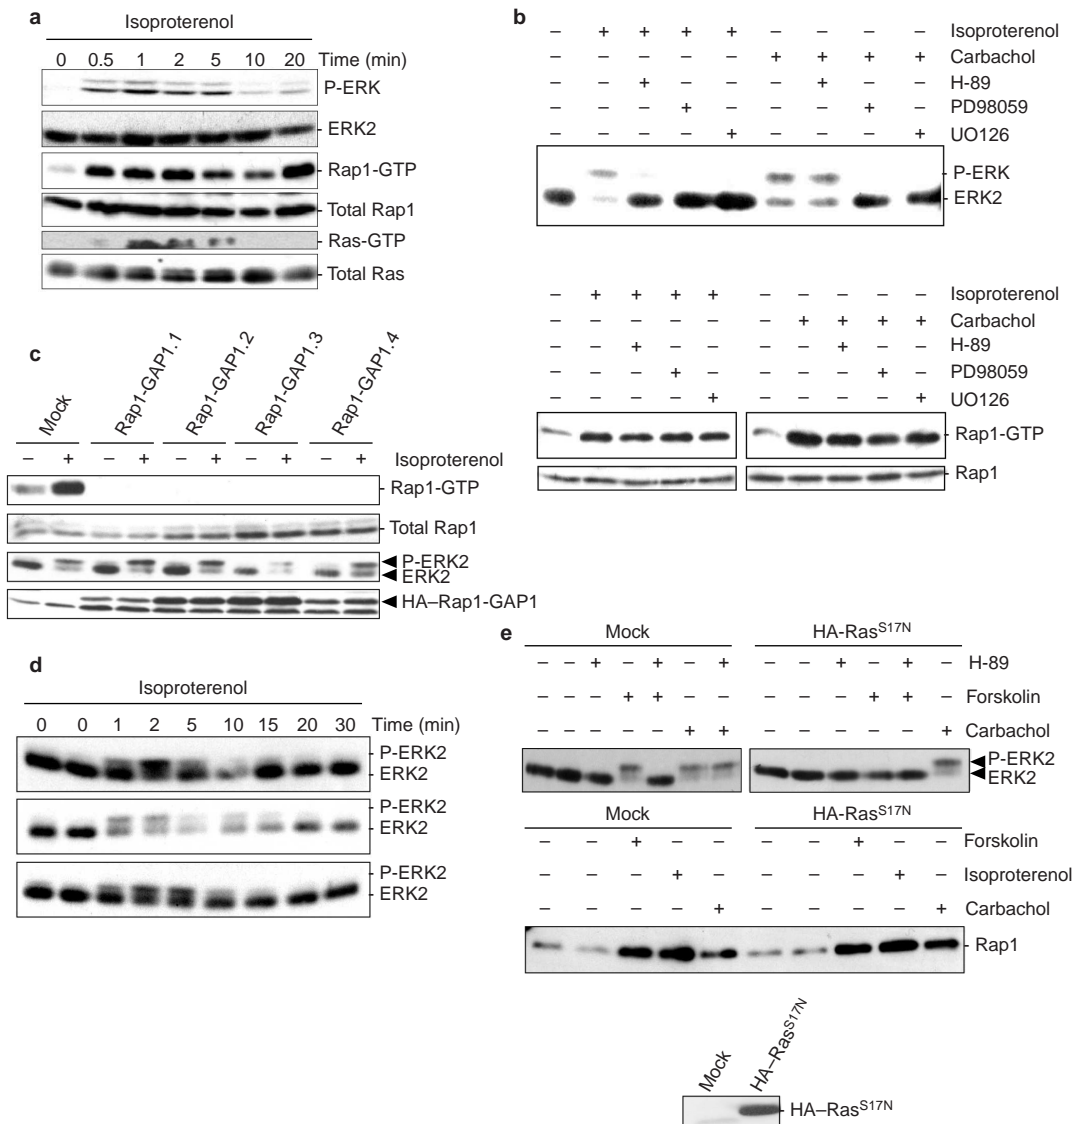 a
Isoproterenol
0 0.5 1 2 5 10 20 Time (min)
P-ERK
ERK2
Rap1-GTP
Total Rap1
Ras-GTP
Total Ras
b
– + + + + – – – – Isoproterenol
– – – – – + + + + Carbachol
– – + – – – + – – H-89
– – – + – – – + – PD98059
– – – – + – – – + UO126
P-ERK
ERK2
– + + + + – – – – – Isoproterenol
– – – – – – + + + + Carbachol
– – + – – – – + – – H-89
– – – + – – – – + – PD98059
– – – – + – – – – + UO126
Rap1-GTP
Rap1
c
Mock Rap1-GAP1.1 Rap1-GAP1.2 Rap1-GAP1.3 Rap1-GAP1.4
– + – + – + – + – + Isoproterenol
Rap1-GTP
Total Rap1
P-ERK2
ERK2
HA–Rap1-GAP1
d
Isoproterenol
0 0 1 2 5 10 15 20 30 Time (min)
P-ERK2
ERK2
P-ERK2
ERK2
P-ERK2
ERK2
e
Mock HA-RasS17N
– – + – + – + – – + – + – H-89
– – – + + – – – – – + + – Forskolin
– – – – – + + – – – – – + Carbachol
P-ERK2
ERK2
Mock HA-RasS17N
– – + – – – – + – – Forskolin
– – – + – – – – + – Isoproterenol
– – – – + – – – – + Carbachol
Rap1
Mock HA–RasS17N
HA–RasS17N